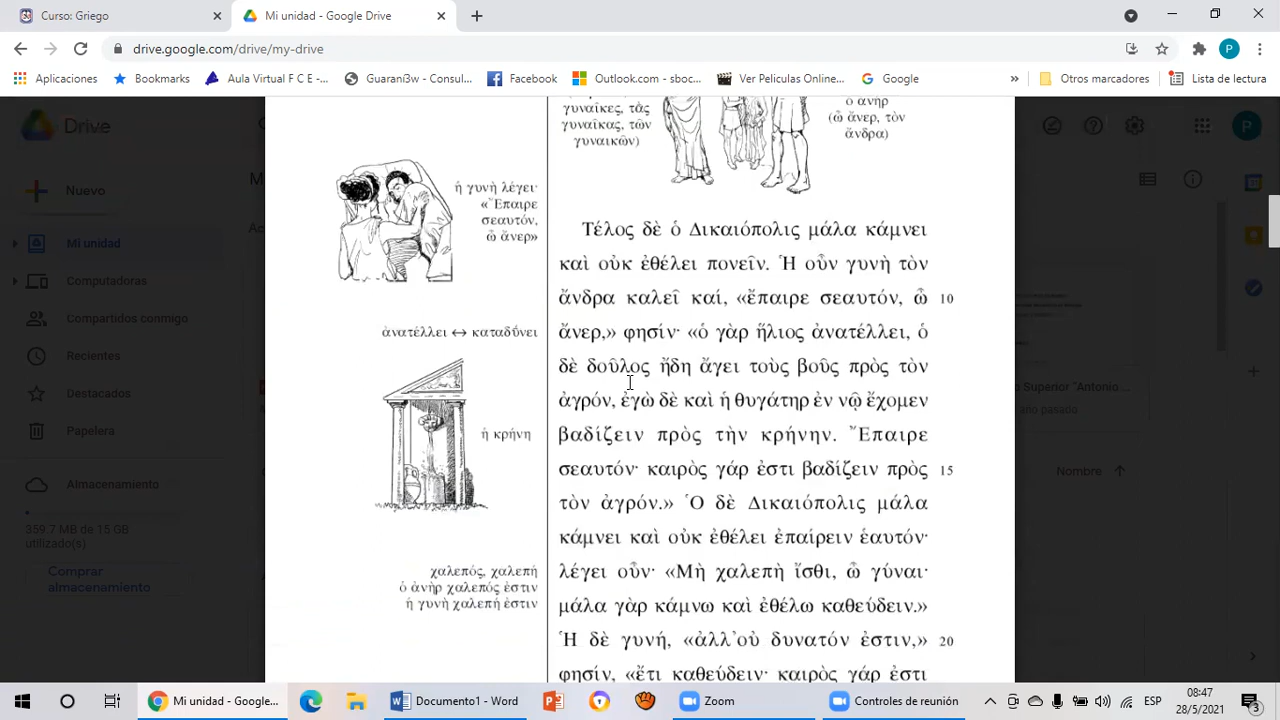 Curso Griego
Mi unidad - Google Drive
drive.google.com/drive/my-drive
Aplicaciones
Bookmarks
Aula Virtual F C E -...
Guaraní3w - Consul...
Facebook
Outlook.com - sboc...
Ver Peliculas Online...
Google
»
Otros marcadores
Lista de lectura
P
Drive
Nuevo
Mi unidad
Computadoras
Compartidos conmigo
Recientes
Destacados
Papelera
Almacenamiento
359.7 MB de 15 GB
utilizado(s)
Comprar
almacenamiento
γυναῖκες, τὰς
γυναῖκας, τῶν
γυναικῶν)
ὁ ἀνὴρ
(ὦ ἄνερ, τὸν
ἄνδρα)
ἡ γυνὴ λέγει·
«Ἔπαιρε
σεαυτόν,
ὦ ἄνερ»
ἀνατέλλει ↔ καταδύνει
ἡ κρήνη
χαλεπός, χαλεπή
ὁ ἀνὴρ χαλεπός ἐστιν
ἡ γυνὴ χαλεπή ἐστιν
Τέλος δὲ ὁ Δικαιόπολις μάλα κάμνει
καὶ οὐκ ἐθέλει πονεῖν. Ἡ οὖν γυνὴ τὸν
ἄνδρα καλεῖ καί, «ἔπαιρε σεαυτόν, ὦ 10
ἄνερ,» φησίν· «ὁ γὰρ ἥλιος ἀνατέλλει, ὁ
δὲ δοῦλος ἤδη ἄγει τοὺς βοῦς πρὸς τὸν
ἀγρόν, ἐγὼ δὲ καὶ ἡ θυγάτηρ ἐν νῷ ἔχομεν
βαδίζειν πρὸς τὴν κρήνην. Ἔπαιρε
σεαυτόν· καιρὸς γάρ ἐστι βαδίζειν πρὸς 15
τὸν ἀγρόν.» Ὁ δὲ Δικαιόπολις μάλα
κάμνει καὶ οὐκ ἐθέλει ἐπαίρειν ἑαυτόν·
λέγει οὖν· «Μὴ χαλεπὴ ἴσθι, ὦ γύναι·
μάλα γὰρ κάμνω καὶ ἐθέλω καθεύδειν.»
Ἡ δὲ γυνή, «ἀλλ᾽οὐ δυνατόν ἐστιν,» 20
φησίν, «ἔτι καθεύδειν· καιρὸς γάρ ἐστι
o Superior "Antonio...
año pasado
Nombre
Mi unidad - Google...
Documento1 - Word
Zoom
Controles de reunión
ESP
08:47
28/5/2021
3